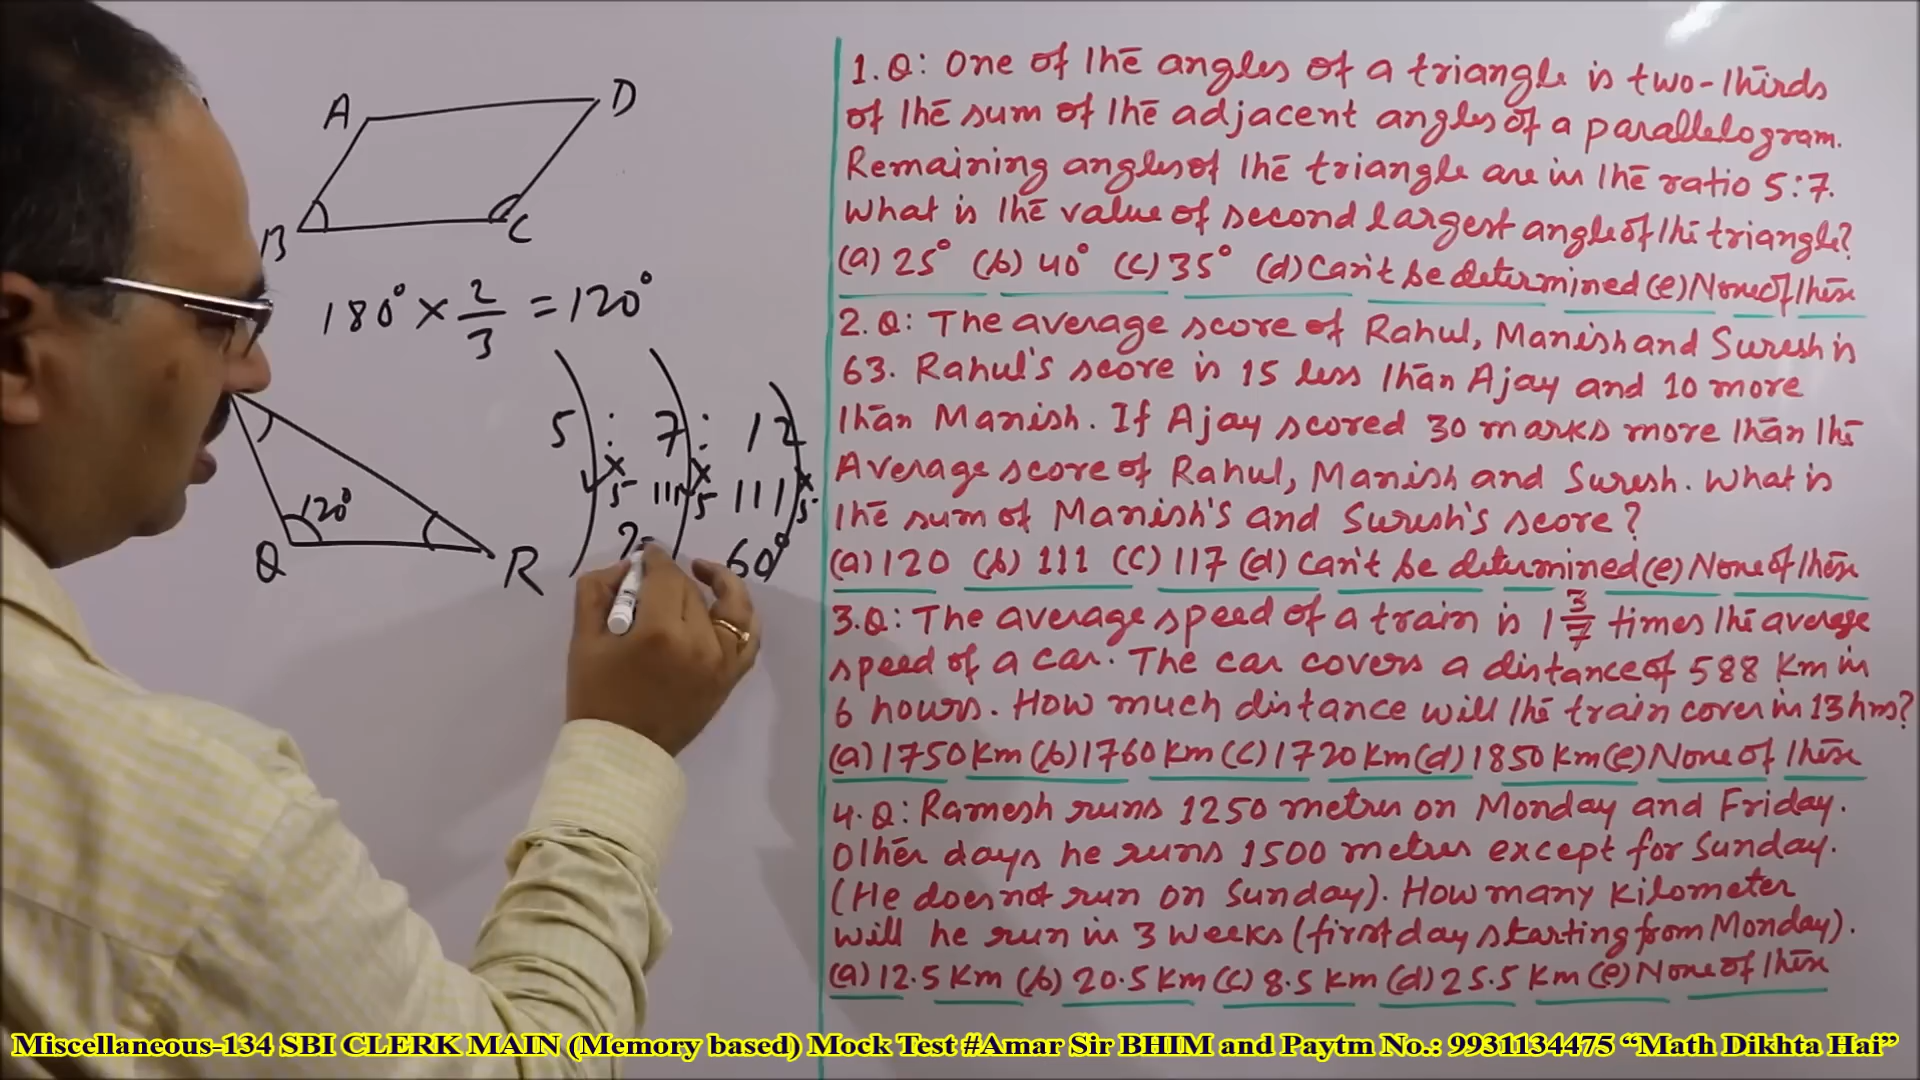 A D
B C
180° × 2/3 = 120°
5 : 7 : 12
×5 111 ×5 111 ×5
60°
120°
Q R
1.Q: One of the angles of a triangle is two-thirds
of the sum of the adjacent angles of a parallelogram.
Remaining angles of the triangle are in the ratio 5:7.
What is the value of second largest angle of the triangle?
(a) 25° (b) 40° (c) 35° (d) Can't be determined (e) None of these
2.Q: The average score of Rahul, Manish and Suresh is
63. Rahul's score is 15 less than Ajay and 10 more
than Manish. If Ajay scored 30 marks more than the
Average score of Rahul, Manish and Suresh. What is
the sum of Manish's and Suresh's score?
(a) 120 (b) 111 (c) 117 (d) Can't be determined (e) None of these
3.Q: The average speed of a train is 1 3/7 times the average
speed of a car. The car covers a distance of 588 Km in
6 hours. How much distance will the train cover in 13 hrs?
(a) 1750 Km (b) 1760 Km (c) 1720 Km (d) 1850 Km (e) None of these
4.Q: Ramesh runs 1250 metres on Monday and Friday.
Other days he runs 1500 metres except for Sunday.
(He does not run on Sunday). How many kilometer
will he run in 3 weeks (first day starting from Monday).
(a) 12.5 Km (b) 20.5 Km (c) 8.5 Km (d) 25.5 Km (e) None of these
Miscellaneous-134 SBI CLERK MAIN (Memory based) Mock Test #Amar Sir BHIM and Paytm No.: 9931134475 “Math Dikhta Hai”